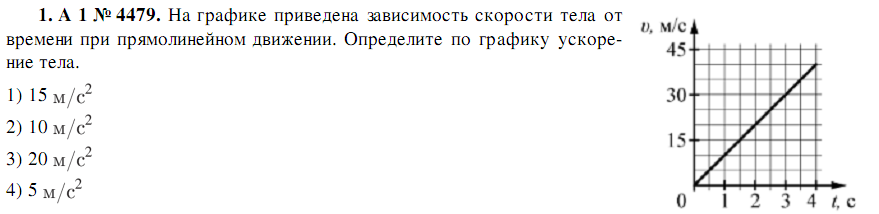 1. А 1 № 4479. На графике приведена зависимость скорости тела от
времени при прямолинейном движении. Определите по графику ускоре-
ние тела.
1) 15 м/с²
2) 10 м/с²
3) 20 м/с²
4) 5 м/с²
υ, м/с
45
30
15
0 1 2 3 4 t, с